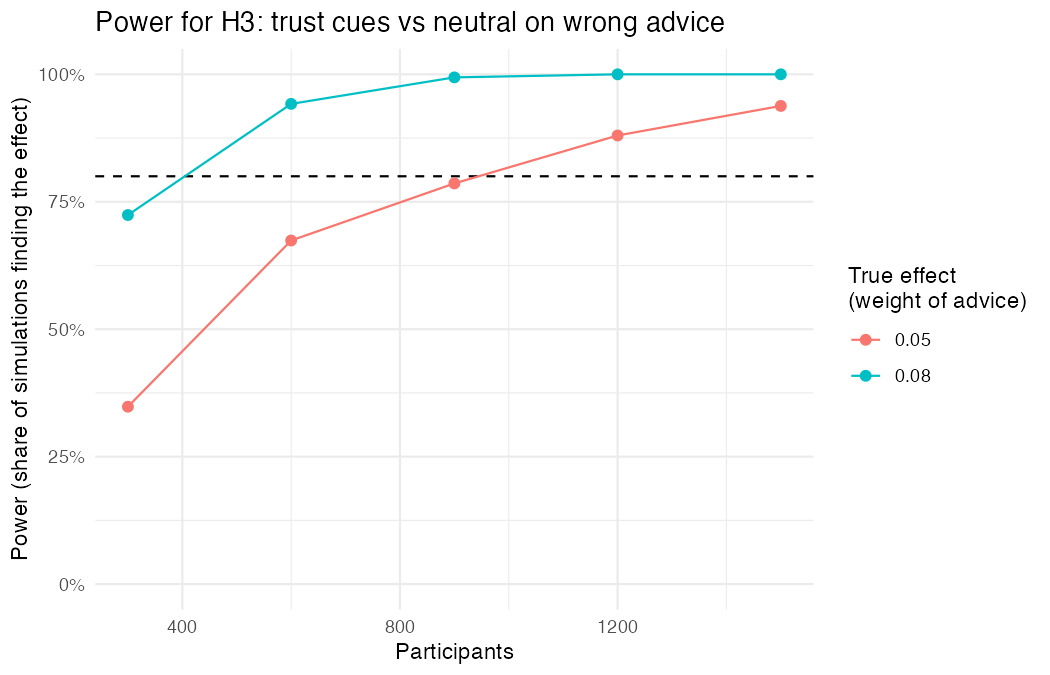 Power for H3: trust cues vs neutral on wrong advice
Power (share of simulations finding the effect)
100%
75%
50%
25%
0%
400
800
1200
Participants
True effect
(weight of advice)
0.05
0.08